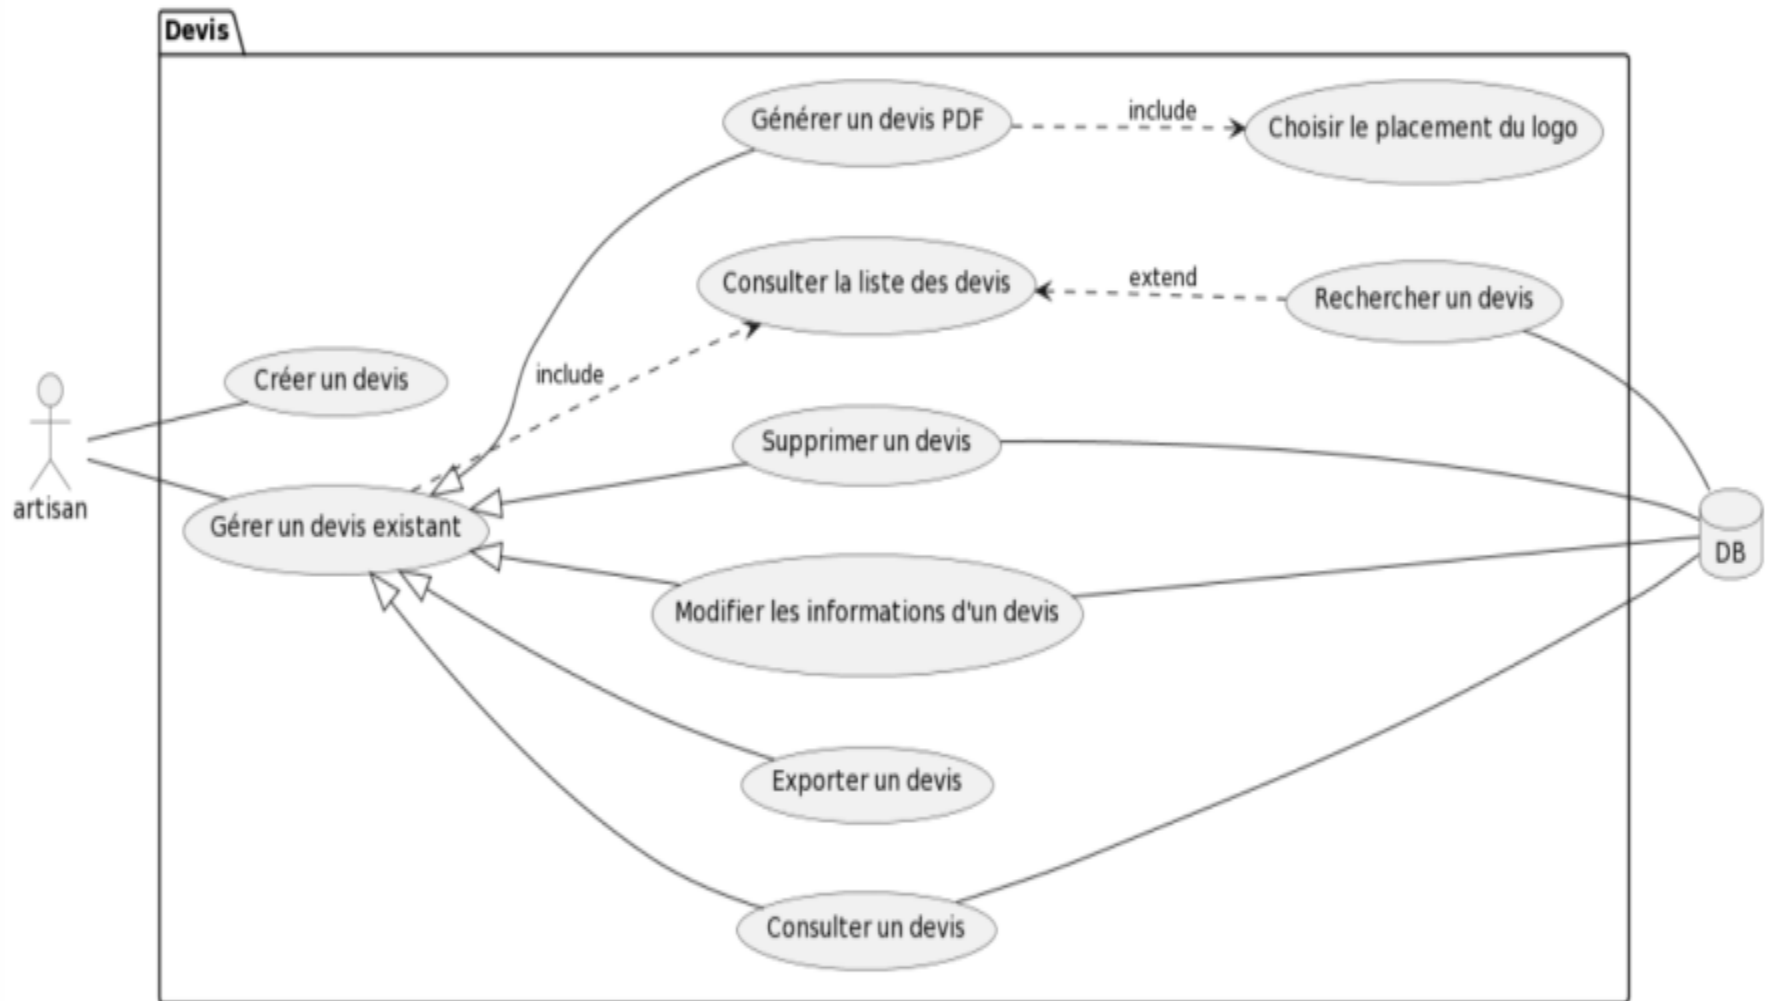 Devis
Générer un devis PDF
include
Choisir le placement du logo
Consulter la liste des devis
extend
Rechercher un devis
include
Créer un devis
Supprimer un devis
artisan
Gérer un devis existant
DB
Modifier les informations d'un devis
Exporter un devis
Consulter un devis